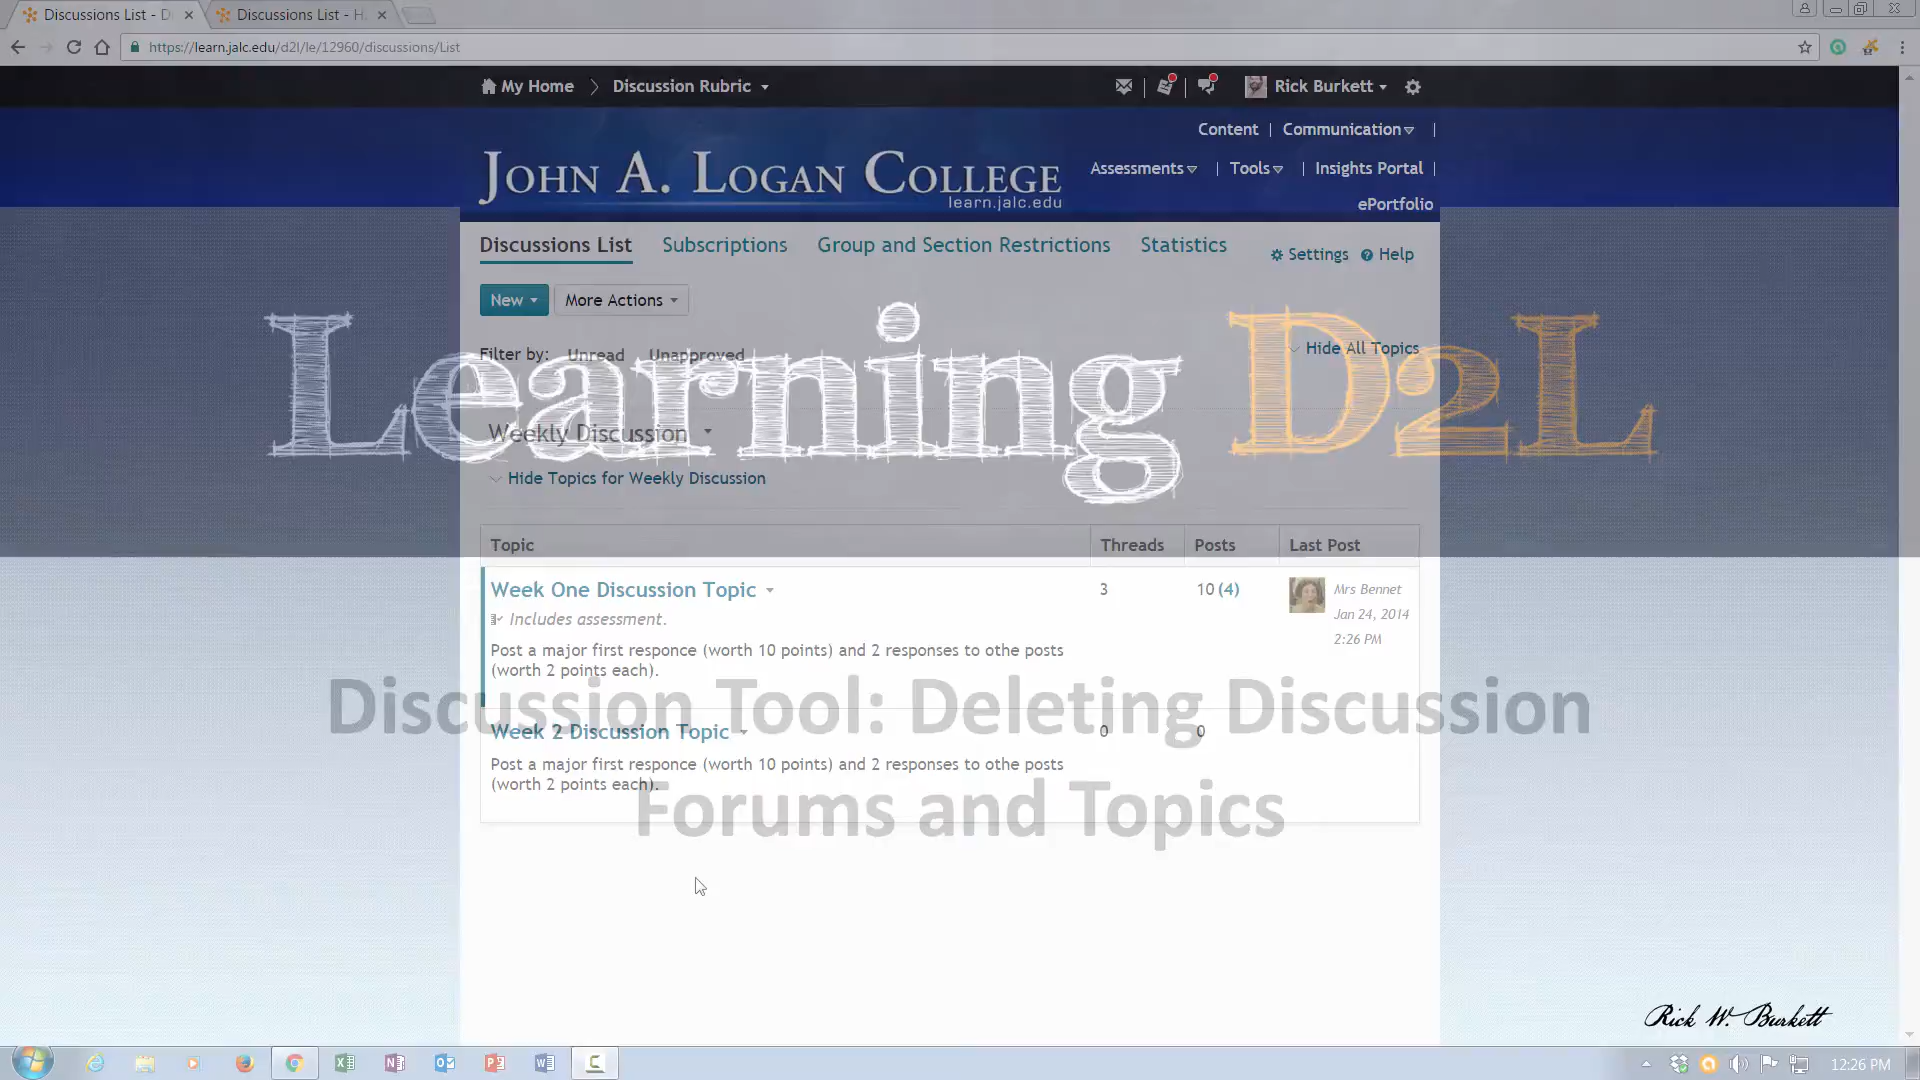 Discussions List - D
Discussions List - H
https://learn.jalc.edu/d2l/le/12960/discussions/List
My Home
Discussion Rubric
Rick Burkett
Content | Communication |
JOHN A. LOGAN COLLEGE
learn.jalc.edu
Assessments | Tools | Insights Portal |
ePortfolio
Discussions List
Subscriptions
Group and Section Restrictions
Statistics
Settings
Help
New
More Actions
Learning D2L
Filter by: Unread Unapproved
Hide All Topics
Weekly Discussion
Hide Topics for Weekly Discussion
Topic Threads Posts Last Post
Week One Discussion Topic
3
10 (4)
Mrs Bennet
Jan 24, 2014
2:26 PM
Includes assessment.
Post a major first responce (worth 10 points) and 2 responses to othe posts
(worth 2 points each).
Discussion Tool: Deleting Discussion
Forums and Topics
Week 2 Discussion Topic
0
0
Post a major first responce (worth 10 points) and 2 responses to othe posts
(worth 2 points each).
Rick W. Burkett
12:26 PM